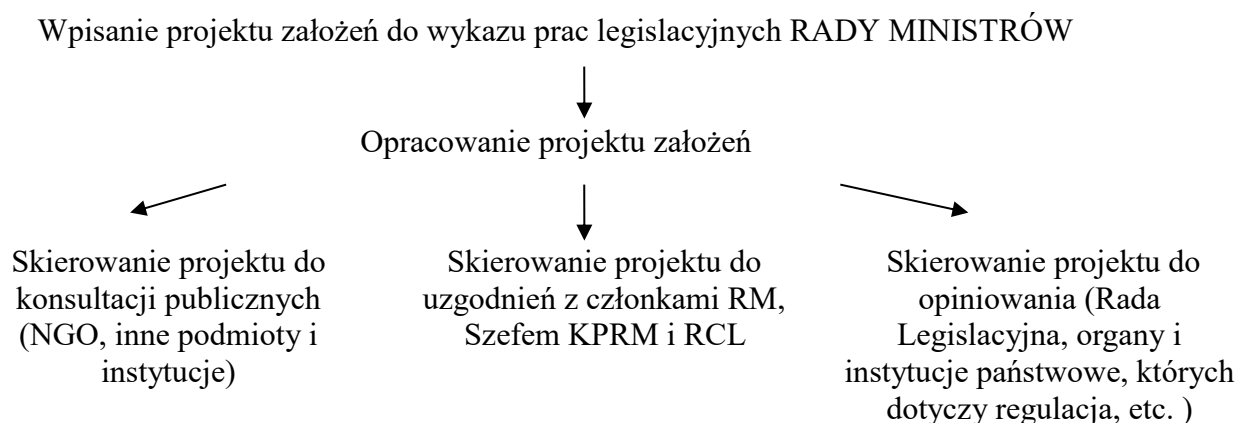 Wpisanie projektu założeń do wykazu prac legislacyjnych RADY MINISTRÓW
Opracowanie projektu założeń
Skierowanie projektu do
konsultacji publicznych
(NGO, inne podmioty i
instytucje)
Skierowanie projektu do
uzgodnień z członkami RM,
Szefem KPRM i RCL
Skierowanie projektu do
opiniowania (Rada
Legislacyjna, organy i
instytucje państwowe, których
dotyczy regulacja, etc. )